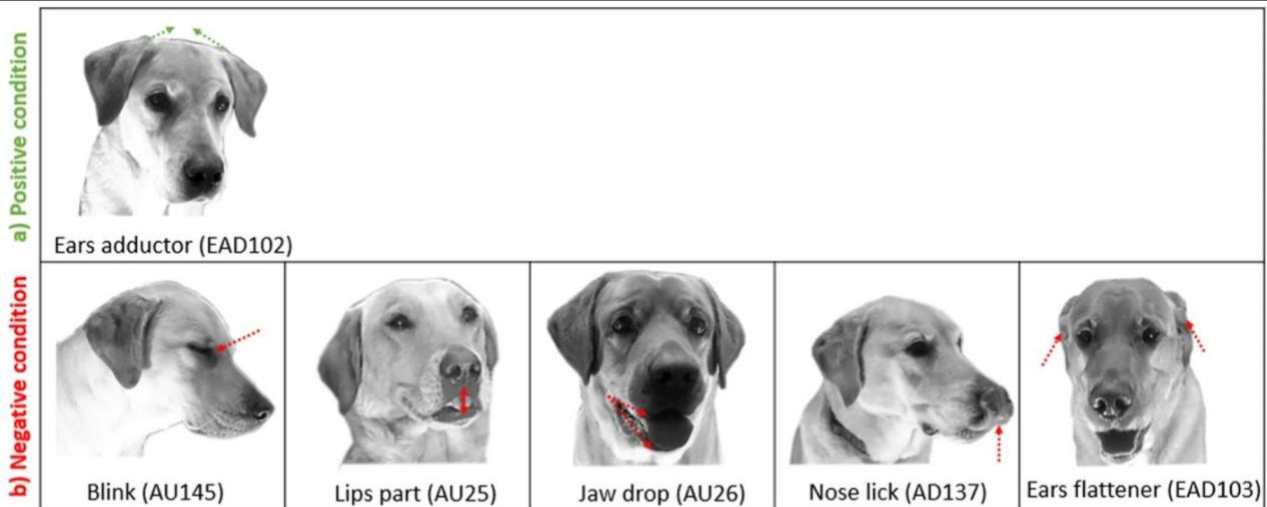 a) Positive condition
Ears adductor (EAD102)
b) Negative condition
Blink (AU145)
Lips part (AU25)
Jaw drop (AU26)
Nose lick (AD137)
Ears flattener (EAD103)